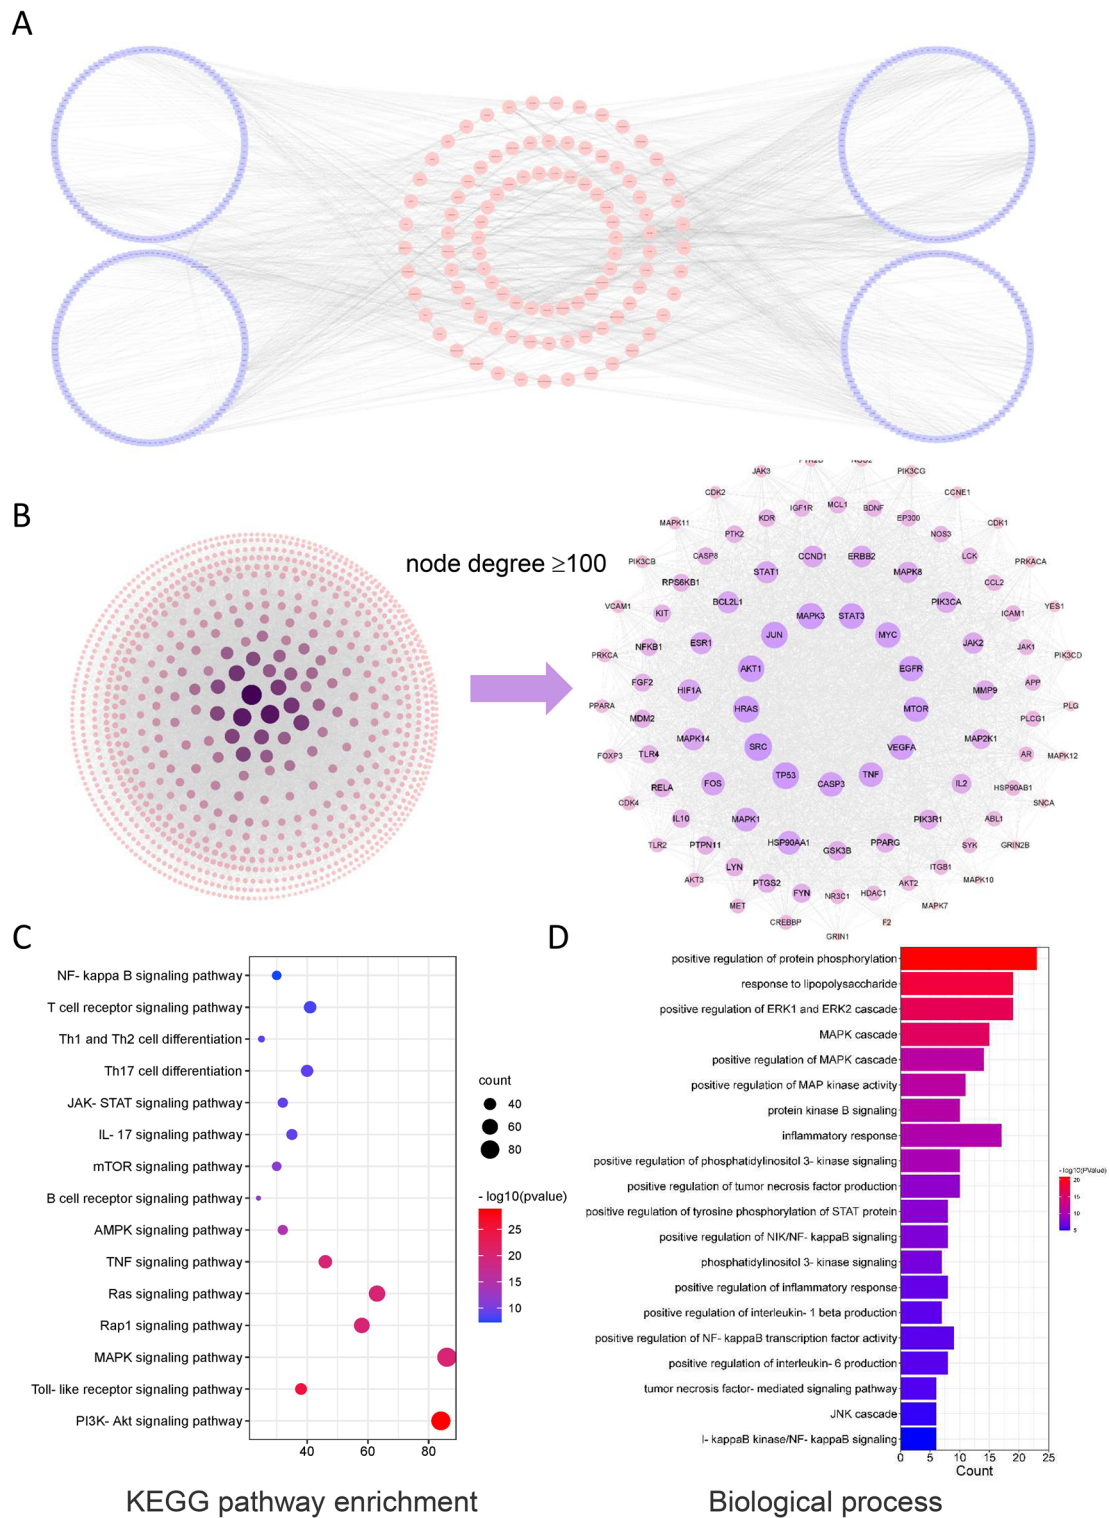 A
B
node degree ≥100
JAK3
PIK3CG
CDK2
IGF1R
MCL1
BDNF
CCNE1
MAPK11
PTK2
KDR
EP300
NOS3
CDK1
PIK3CB
CASP8
STAT1
CCND1
ERBB2
MAPK8
LCK
PRKACA
RPS6KB1
BCL2L1
PIK3CA
CCL2
VCAM1
KIT
MAPK3
STAT3
ICAM1
YES1
PRKCA
NFKB1
ESR1
JUN
MYC
JAK2
JAK1
PIK3CD
FGF2
AKT1
EGFR
APP
PPARA
HIF1A
MMP9
PLG
MDM2
HRAS
MTOR
PLCG1
FOXP3
TLR4
MAPK14
SRC
VEGFA
MAP2K1
AR
MAPK12
CDK4
RELA
FOS
TP53
CASP3
TNF
IL2
HSP90AB1
SNCA
TLR2
IL10
MAPK1
PIK3R1
ABL1
GRIN2B
PTPN11
HSP90AA1
GSK3B
PPARG
SYK
AKT3
LYN
PTGS2
ITGB1
MAPK10
MET
FYN
NR3C1
HDAC1
AKT2
MAPK7
CREBBP
F2
GRIN1
C
NF- kappa B signaling pathway
T cell receptor signaling pathway
Th1 and Th2 cell differentiation
Th17 cell differentiation
JAK- STAT signaling pathway
IL- 17 signaling pathway
mTOR signaling pathway
B cell receptor signaling pathway
AMPK signaling pathway
TNF signaling pathway
Ras signaling pathway
Rap1 signaling pathway
MAPK signaling pathway
Toll- like receptor signaling pathway
PI3K- Akt signaling pathway
40 60 80
count
40
60
80
- log10(pvalue)
25
20
15
10
KEGG pathway enrichment
D
positive regulation of protein phosphorylation
response to lipopolysaccharide
positive regulation of ERK1 and ERK2 cascade
MAPK cascade
positive regulation of MAPK cascade
positive regulation of MAP kinase activity
protein kinase B signaling
inflammatory response
positive regulation of phosphatidylinositol 3- kinase signaling
positive regulation of tumor necrosis factor production
positive regulation of tyrosine phosphorylation of STAT protein
positive regulation of NIK/NF- kappaB signaling
phosphatidylinositol 3- kinase signaling
positive regulation of inflammatory response
positive regulation of interleukin- 1 beta production
positive regulation of NF- kappaB transcription factor activity
positive regulation of interleukin- 6 production
tumor necrosis factor- mediated signaling pathway
JNK cascade
I- kappaB kinase/NF- kappaB signaling
0 5 10 15 20 25
Count
- log10(PValue)
20
15
10
5
Biological process